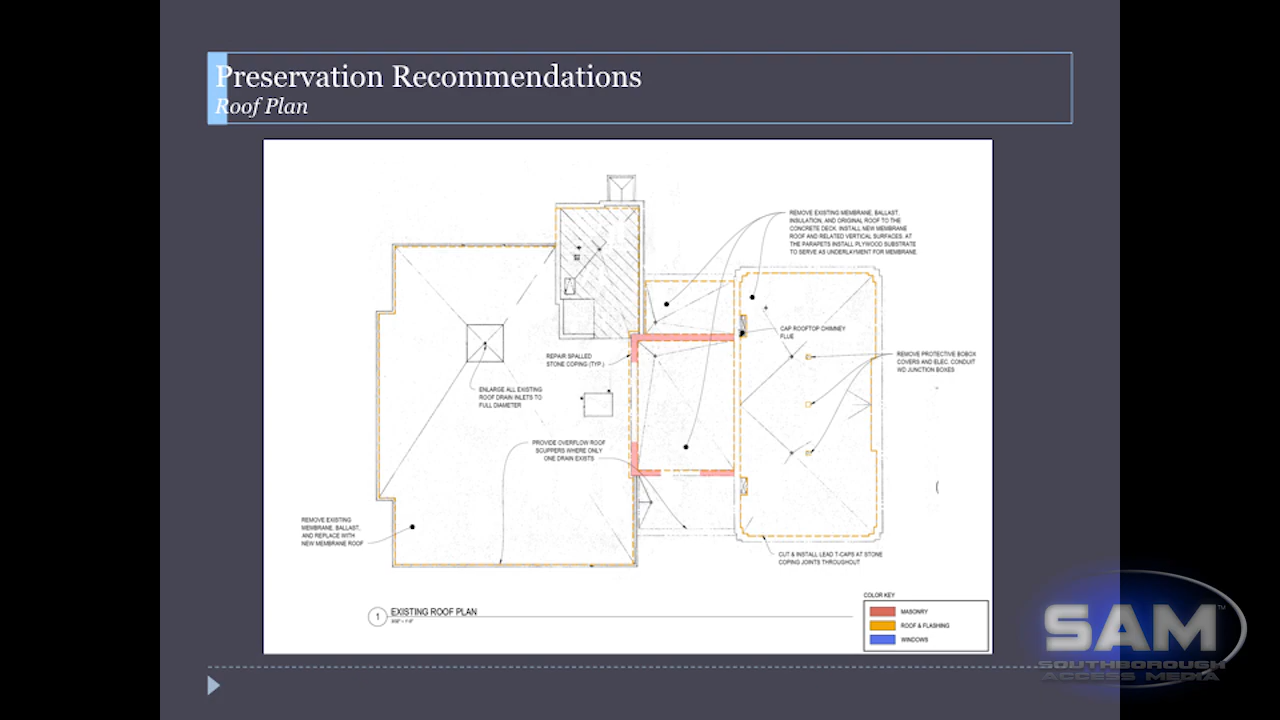 Preservation Recommendations
Roof Plan
REMOVE EXISTING MEMBRANE, BALLAST,
INSULATION, AND ORIGINAL ROOF TO THE
CONCRETE DECK. INSTALL NEW MEMBRANE
ROOF AND RELATED VERTICAL SURFACES. AT
THE PARAPETS INSTALL PLYWOOD SUBSTRATE
TO SERVE AS UNDERLAYMENT FOR MEMBRANE.
CAP ROOFTOP CHIMNEY
FLUE
REPAIR SPALLED
STONE COPING (TYP.)
REMOVE PROTECTIVE BOBOX
COVERS AND ELEC. CONDUIT
WD JUNCTION BOXES
ENLARGE ALL EXISTING
ROOF DRAIN INLETS TO
FULL DIAMETER
PROVIDE OVERFLOW ROOF
SCUPPERS WHERE ONLY
ONE DRAIN EXISTS
REMOVE EXISTING
MEMBRANE, BALLAST,
AND REPLACE WITH
NEW MEMBRANE ROOF
CUT & INSTALL LEAD T-CAPS AT STONE
COPING JOINTS THROUGHOUT
1 EXISTING ROOF PLAN
COLOR KEY
MASONRY
ROOF & FLASHING
WINDOWS
SAM™
SOUTHBOROUGH
ACCESS MEDIA